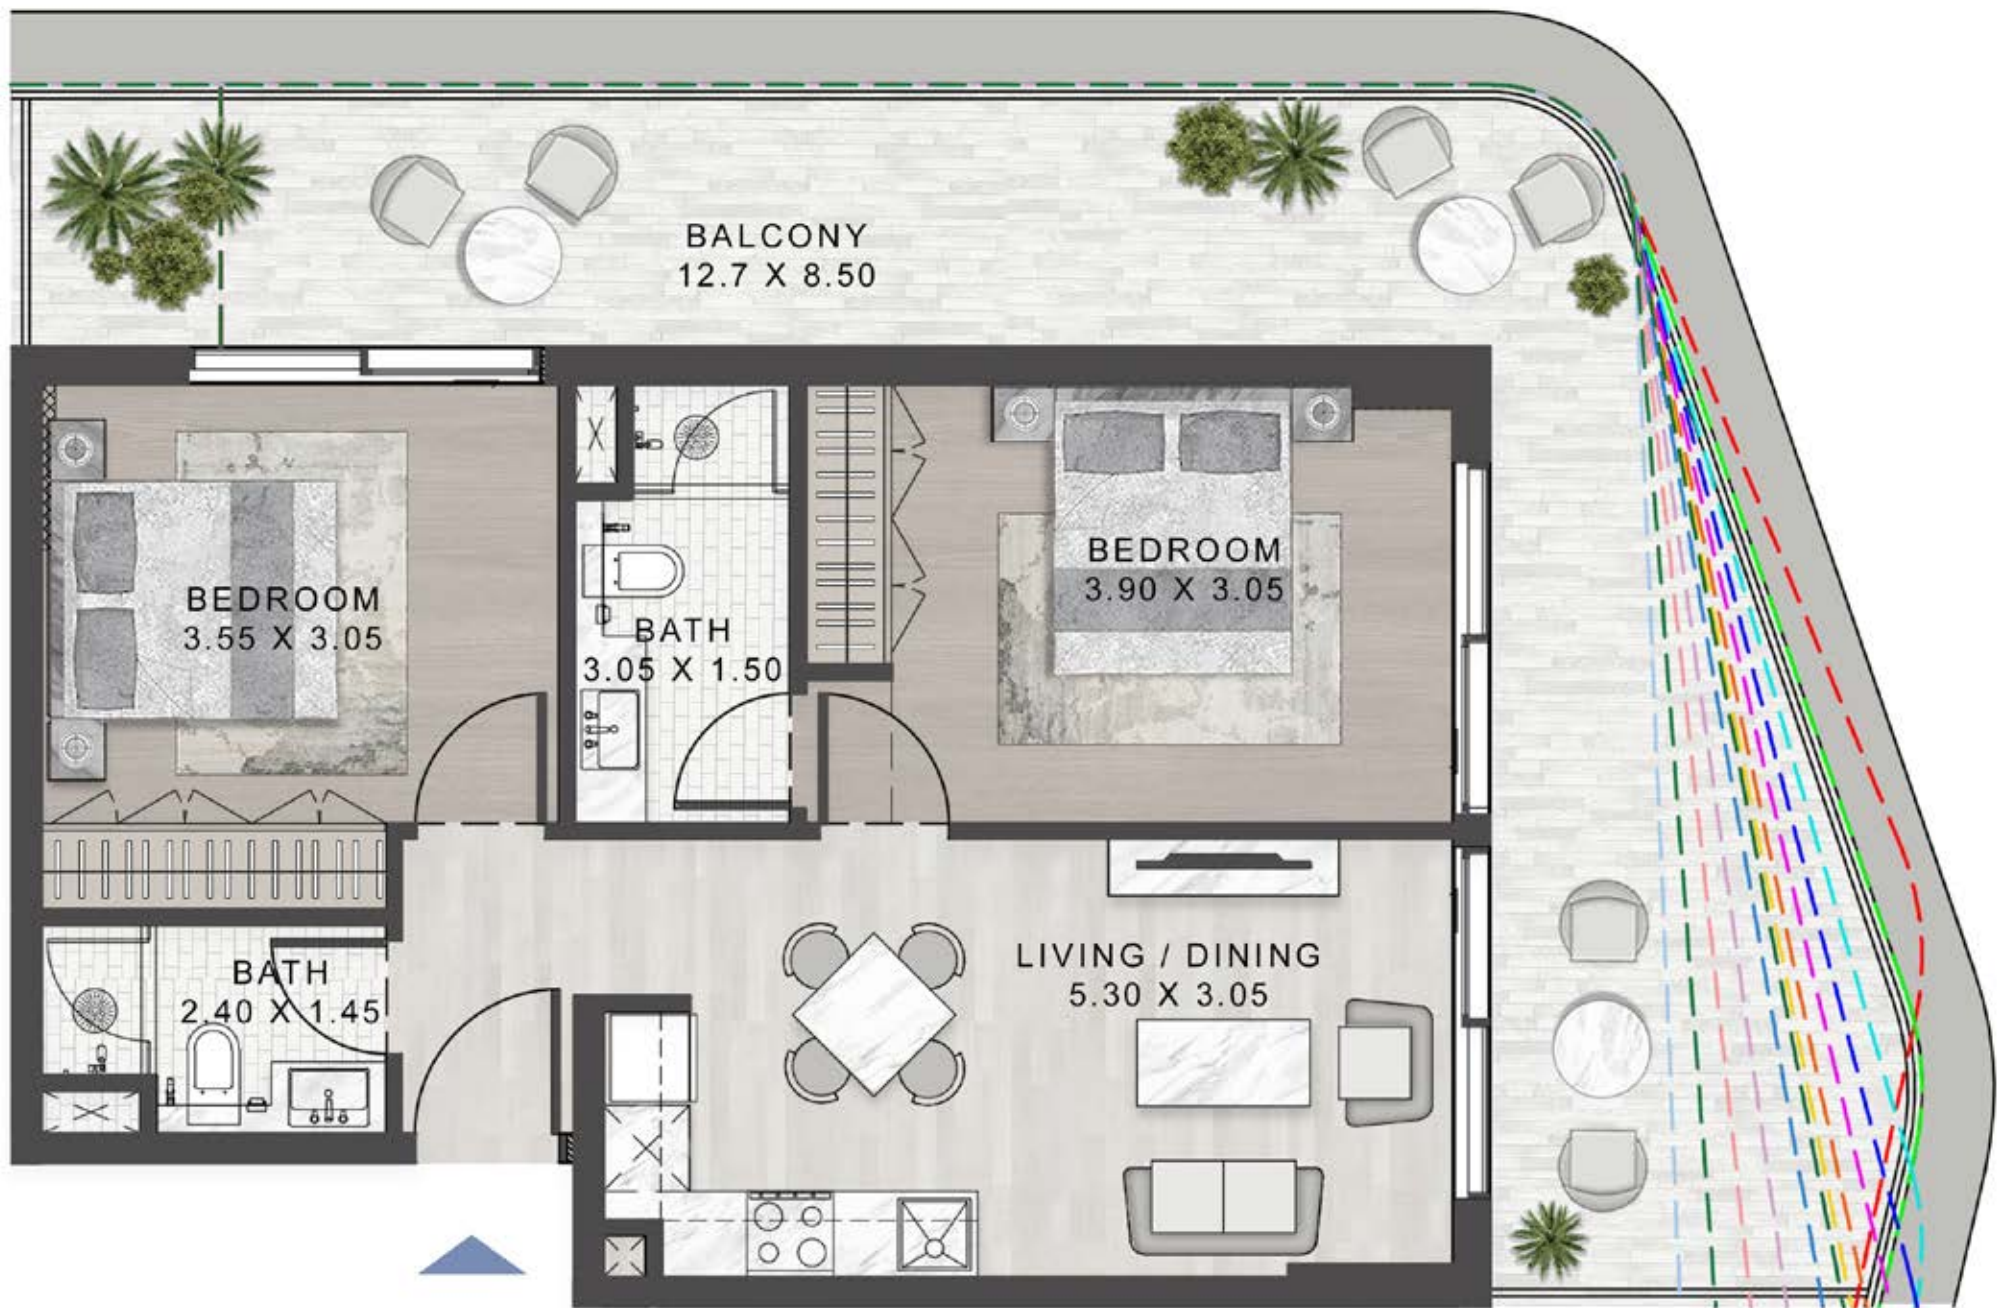 BALCONY
12.7 X 8.50
BEDROOM
3.55 X 3.05
BATH
3.05 X 1.50
BEDROOM
3.90 X 3.05
BATH
2.40 X 1.45
LIVING / DINING
5.30 X 3.05